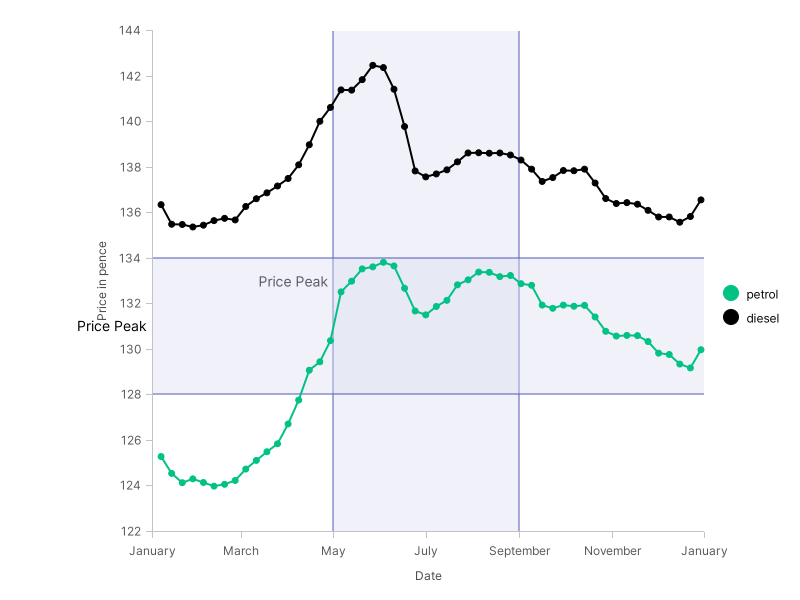 144
142
140
138
136
134
132
130
128
126
124
122
Price in pence
Price Peak
Price Peak
January March May July September November January
Date
petrol
diesel